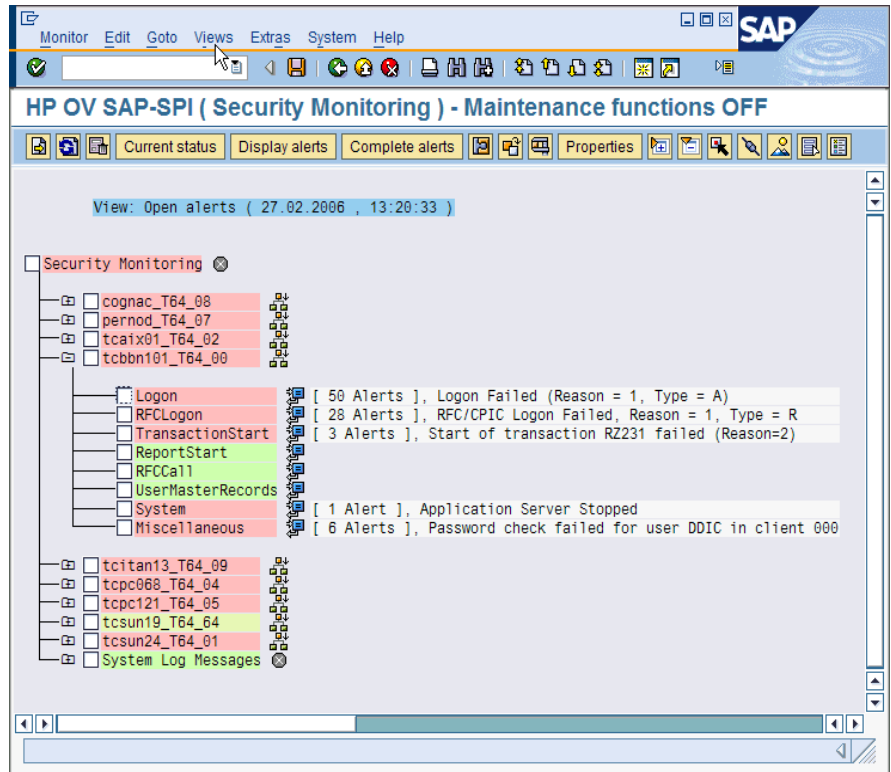 SAP
Monitor Edit Goto Views Extras System Help
HP OV SAP-SPI ( Security Monitoring ) - Maintenance functions OFF
Current status Display alerts Complete alerts Properties
View: Open alerts ( 27.02.2006 , 13:20:33 )
Security Monitoring
cognac_T64_08
pernod_T64_07
tcaix01_T64_02
tcbbn101_T64_00
Logon [ 50 Alerts ], Logon Failed (Reason = 1, Type = A)
RFCLogon [ 28 Alerts ], RFC/CPIC Logon Failed, Reason = 1, Type = R
TransactionStart [ 3 Alerts ], Start of transaction RZ231 failed (Reason=2)
ReportStart
RFCCall
UserMasterRecords
System [ 1 Alert ], Application Server Stopped
Miscellaneous [ 6 Alerts ], Password check failed for user DDIC in client 000
tcitan13_T64_09
tcpc068_T64_04
tcpc121_T64_05
tcsun19_T64_64
tcsun24_T64_01
System Log Messages